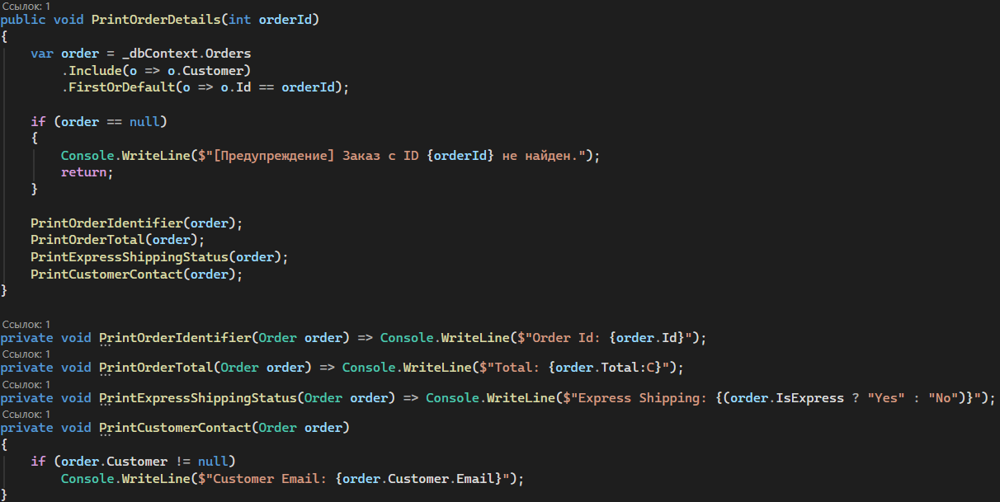 Ссылок: 1
public void PrintOrderDetails(int orderId)
{
    var order = _dbContext.Orders
        .Include(o => o.Customer)
        .FirstOrDefault(o => o.Id == orderId);

    if (order == null)
    {
        Console.WriteLine($"[Предупреждение] Заказ с ID {orderId} не найден.");
        return;
    }

    PrintOrderIdentifier(order);
    PrintOrderTotal(order);
    PrintExpressShippingStatus(order);
    PrintCustomerContact(order);
}

Ссылок: 1
private void PrintOrderIdentifier(Order order) => Console.WriteLine($"Order Id: {order.Id}");
Ссылок: 1
private void PrintOrderTotal(Order order) => Console.WriteLine($"Total: {order.Total:C}");
Ссылок: 1
private void PrintExpressShippingStatus(Order order) => Console.WriteLine($"Express Shipping: {(order.IsExpress ? "Yes" : "No")}");
Ссылок: 1
private void PrintCustomerContact(Order order)
{
    if (order.Customer != null)
        Console.WriteLine($"Customer Email: {order.Customer.Email}");
}